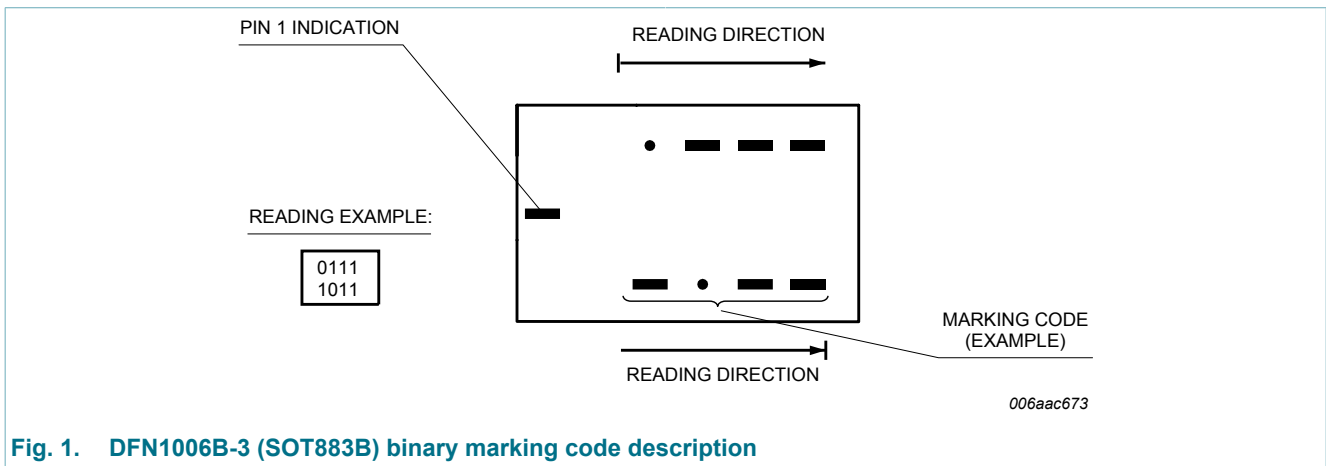 PIN 1 INDICATION
READING DIRECTION
READING EXAMPLE:
0111
1011
MARKING CODE
(EXAMPLE)
READING DIRECTION
006aac673
Fig. 1. DFN1006B-3 (SOT883B) binary marking code description